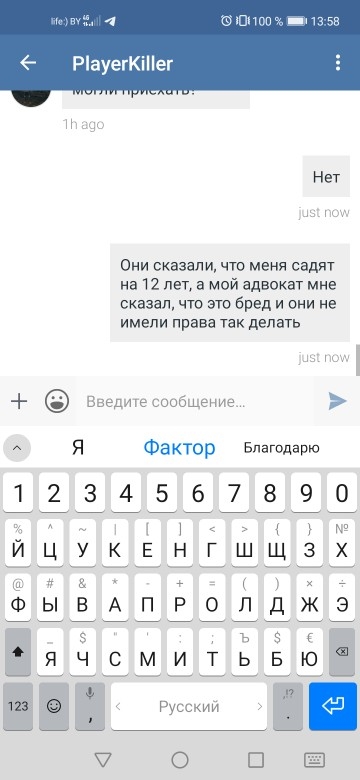 life:) BY 4G 100 % 13:58
PlayerKiller
могли приехать?
1h ago
Нет
just now
Они сказали, что меня садят
на 12 лет, а мой адвокат мне
сказал, что это бред и они не
имели права так делать
just now
Введите сообщение...
Я Фактор Благодарю
1 2 3 4 5 6 7 8 9 0
% ^ ~ | [ ] < > { } №
Й Ц У К Е Н Г Ш Щ З Х
@ # & * - + = ( ) × ÷
Ф Ы В А П Р О Л Д Ж Э
_ $ " ' : ; Ъ $ €
Я Ч С М И Т Ь Б Ю
123 , < Русский > ,!? .